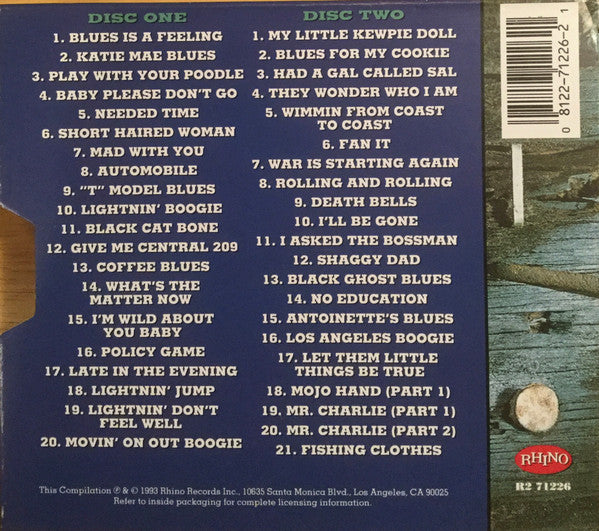 DISC ONE
1. BLUES IS A FEELING
2. KATIE MAE BLUES
3. PLAY WITH YOUR POODLE
4. BABY PLEASE DON'T GO
5. NEEDED TIME
6. SHORT HAIRED WOMAN
7. MAD WITH YOU
8. AUTOMOBILE
9. "T" MODEL BLUES
10. LIGHTNIN' BOOGIE
11. BLACK CAT BONE
12. GIVE ME CENTRAL 209
13. COFFEE BLUES
14. WHAT'S THE
MATTER NOW
15. I'M WILD ABOUT
YOU BABY
16. POLICY GAME
17. LATE IN THE EVENING
18. LIGHTNIN' JUMP
19. LIGHTNIN' DON'T
FEEL WELL
20. MOVIN' ON OUT BOOGIE
DISC TWO
1. MY LITTLE KEWPIE DOLL
2. BLUES FOR MY COOKIE
3. HAD A GAL CALLED SAL
4. THEY WONDER WHO I AM
5. WIMMIN FROM COAST
TO COAST
6. FAN IT
7. WAR IS STARTING AGAIN
8. ROLLING AND ROLLING
9. DEATH BELLS
10. I'LL BE GONE
11. I ASKED THE BOSSMAN
12. SHAGGY DAD
13. BLACK GHOST BLUES
14. NO EDUCATION
15. ANTOINETTE'S BLUES
16. LOS ANGELES BOOGIE
17. LET THEM LITTLE
THINGS BE TRUE
18. MOJO HAND (PART 1)
19. MR. CHARLIE (PART 1)
20. MR. CHARLIE (PART 2)
21. FISHING CLOTHES
0 8122-71226-2 1
RHINO
R2 71226
This Compilation ℗ & © 1993 Rhino Records Inc., 10635 Santa Monica Blvd., Los Angeles, CA 90025
Refer to inside packaging for complete licensing information.